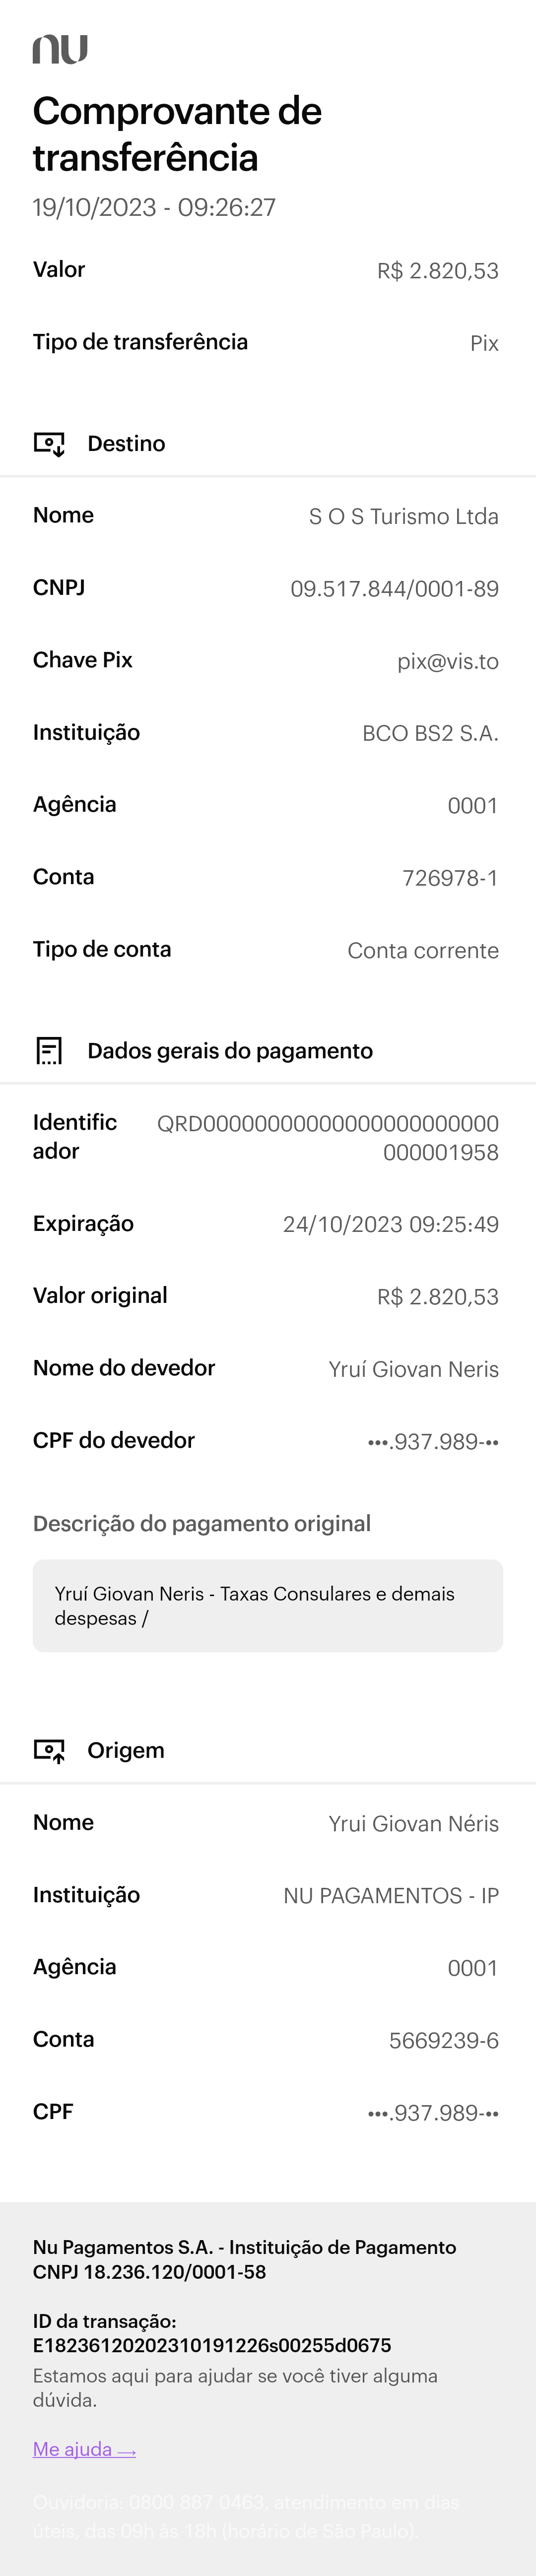 nu
Comprovante de
transferência
19/10/2023 - 09:26:27
Valor R$ 2.820,53
Tipo de transferência Pix
Destino
Nome S O S Turismo Ltda
CNPJ 09.517.844/0001-89
Chave Pix pix@vis.to
Instituição BCO BS2 S.A.
Agência 0001
Conta 726978-1
Tipo de conta Conta corrente
Dados gerais do pagamento
Identific QRD00000000000000000000000
ador 000001958
Expiração 24/10/2023 09:25:49
Valor original R$ 2.820,53
Nome do devedor Yruí Giovan Neris
CPF do devedor •••.937.989-••
Descrição do pagamento original
Yruí Giovan Neris - Taxas Consulares e demais
despesas /
Origem
Nome Yrui Giovan Néris
Instituição NU PAGAMENTOS - IP
Agência 0001
Conta 5669239-6
CPF •••.937.989-••
Nu Pagamentos S.A. - Instituição de Pagamento
CNPJ 18.236.120/0001-58
ID da transação:
E18236120202310191226s00255d0675
Estamos aqui para ajudar se você tiver alguma
dúvida.
Me ajuda →
Ouvidoria: 0800 887 0463, atendimento em dias
úteis, das 09h às 18h (horário de São Paulo).